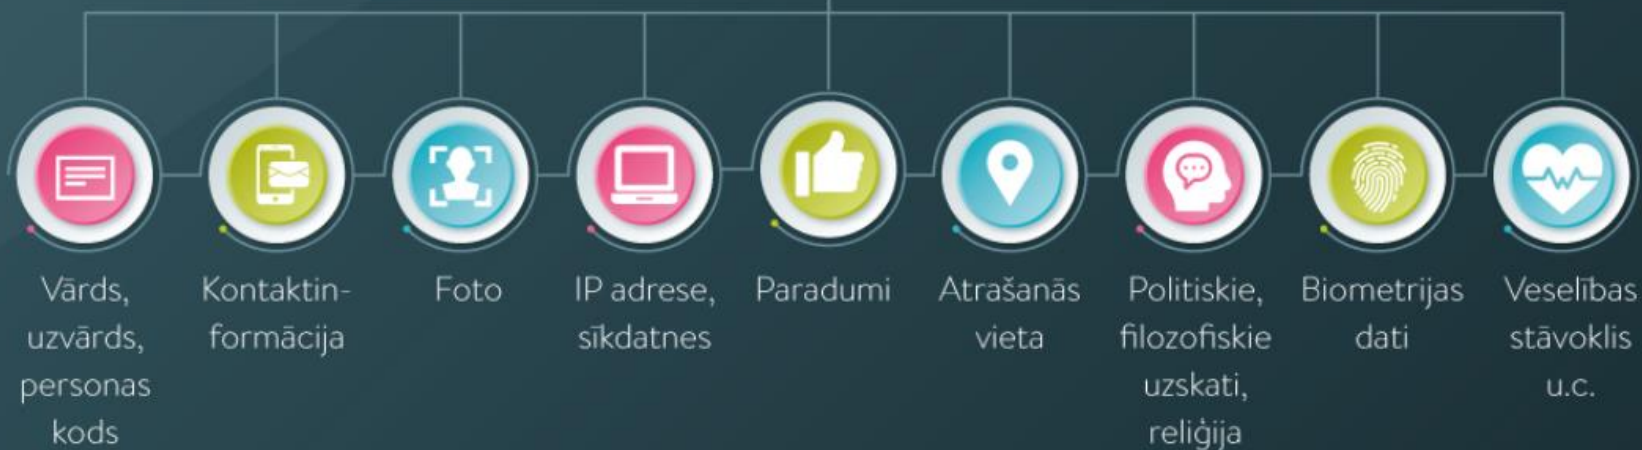 Vārds,
uzvārds,
personas
kods
Kontaktin-
formācija
Foto
IP adrese,
sīkdatnes
Paradumi
Atrašanās
vieta
Politiskie,
filozofiskie
uzskati,
reliģija
Biometrijas
dati
Veselības
stāvoklis
u.c.